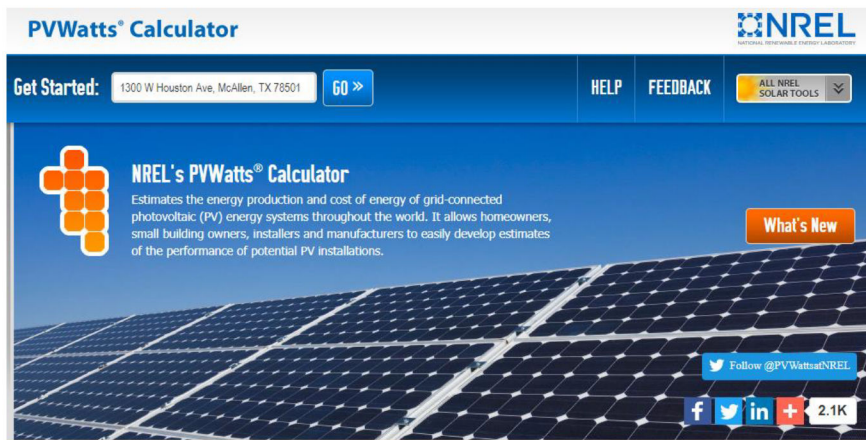 PVWatts® Calculator
NREL
NATIONAL RENEWABLE ENERGY LABORATORY
Get Started:
1300 W Houston Ave, McAllen, TX 78501
GO »
HELP
FEEDBACK
ALL NREL
SOLAR TOOLS
NREL's PVWatts® Calculator
Estimates the energy production and cost of energy of grid-connected
photovoltaic (PV) energy systems throughout the world. It allows homeowners,
small building owners, installers and manufacturers to easily develop estimates
of the performance of potential PV installations.
What's New
Follow @PVWattsatNREL
f
in
+
2.1K